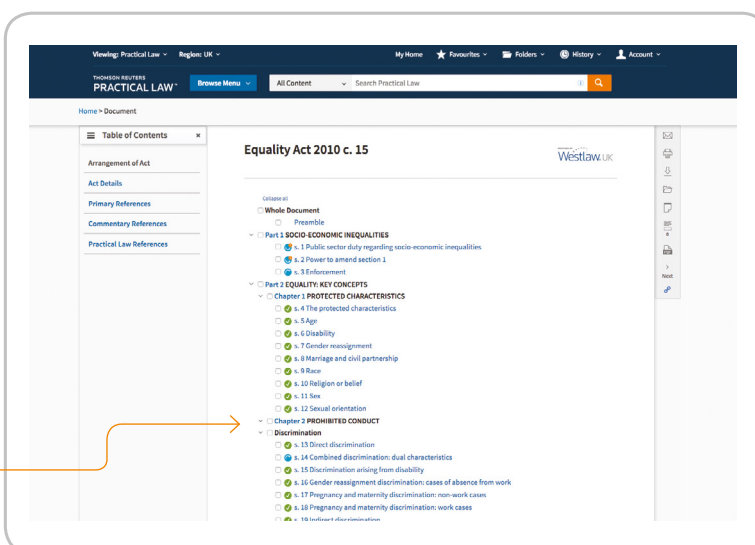 Viewing: Practical Law Region: UK My Home Favourites Folders History Account
THOMSON REUTERS
PRACTICAL LAW™ Browse Menu All Content Search Practical Law
Home > Document
Table of Contents ×
Arrangement of Act
Act Details
Primary References
Commentary References
Practical Law References
Equality Act 2010 c. 15
Westlaw. UK
Collapse all
Whole Document
Preamble
Part 1 SOCIO-ECONOMIC INEQUALITIES
s. 1 Public sector duty regarding socio-economic inequalities
s. 2 Power to amend section 1
s. 3 Enforcement
Part 2 EQUALITY: KEY CONCEPTS
Chapter 1 PROTECTED CHARACTERISTICS
s. 4 The protected characteristics
s. 5 Age
s. 6 Disability
s. 7 Gender reassignment
s. 8 Marriage and civil partnership
s. 9 Race
s. 10 Religion or belief
s. 11 Sex
s. 12 Sexual orientation
Chapter 2 PROHIBITED CONDUCT
Discrimination
s. 13 Direct discrimination
s. 14 Combined discrimination: dual characteristics
s. 15 Discrimination arising from disability
s. 16 Gender reassignment discrimination: cases of absence from work
s. 17 Pregnancy and maternity discrimination: non-work cases
s. 18 Pregnancy and maternity discrimination: work cases
s. 19 Indirect discrimination
Next